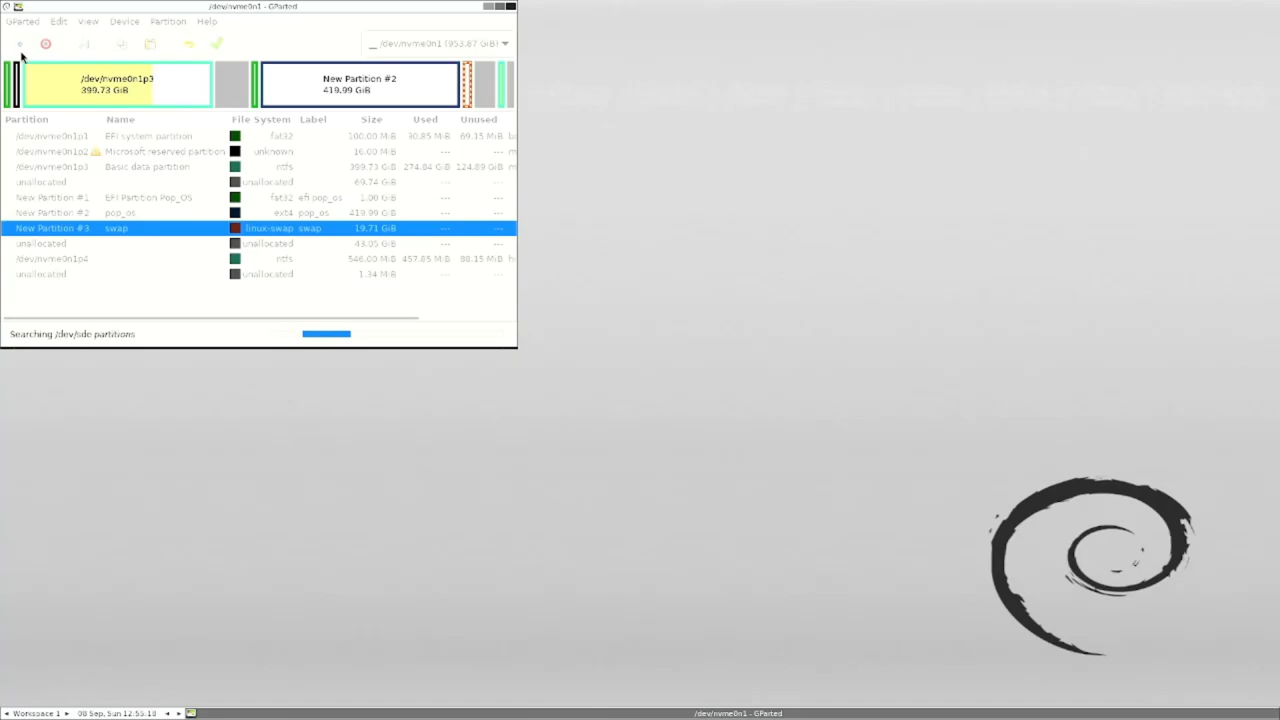 /dev/nvme0n1 - GParted
GParted Edit View Device Partition Help
/dev/nvme0n1 (953.87 GiB)
/dev/nvme0n1p3
399.73 GiB
New Partition #2
419.99 GiB
Partition Name File System Label Size Used Unused
/dev/nvme0n1p1 EFI system partition fat32 100.00 MiB 30.85 MiB 69.15 MiB
/dev/nvme0n1p2 Microsoft reserved partition unknown 16.00 MiB --- ---
/dev/nvme0n1p3 Basic data partition ntfs 399.73 GiB 274.84 GiB 124.89 GiB
unallocated unallocated 69.74 GiB --- ---
New Partition #1 EFI Partition Pop_OS fat32 efi pop_os 1.00 GiB --- ---
New Partition #2 pop_os ext4 pop_os 419.99 GiB --- ---
New Partition #3 swap linux-swap swap 19.71 GiB --- ---
unallocated unallocated 43.05 GiB --- ---
/dev/nvme0n1p4 ntfs 546.00 MiB 457.85 MiB 88.15 MiB
unallocated unallocated 1.34 MiB --- ---
Searching /dev/sde partitions
Workspace 1 08 Sep, Sun 12:55:18 /dev/nvme0n1 - GParted